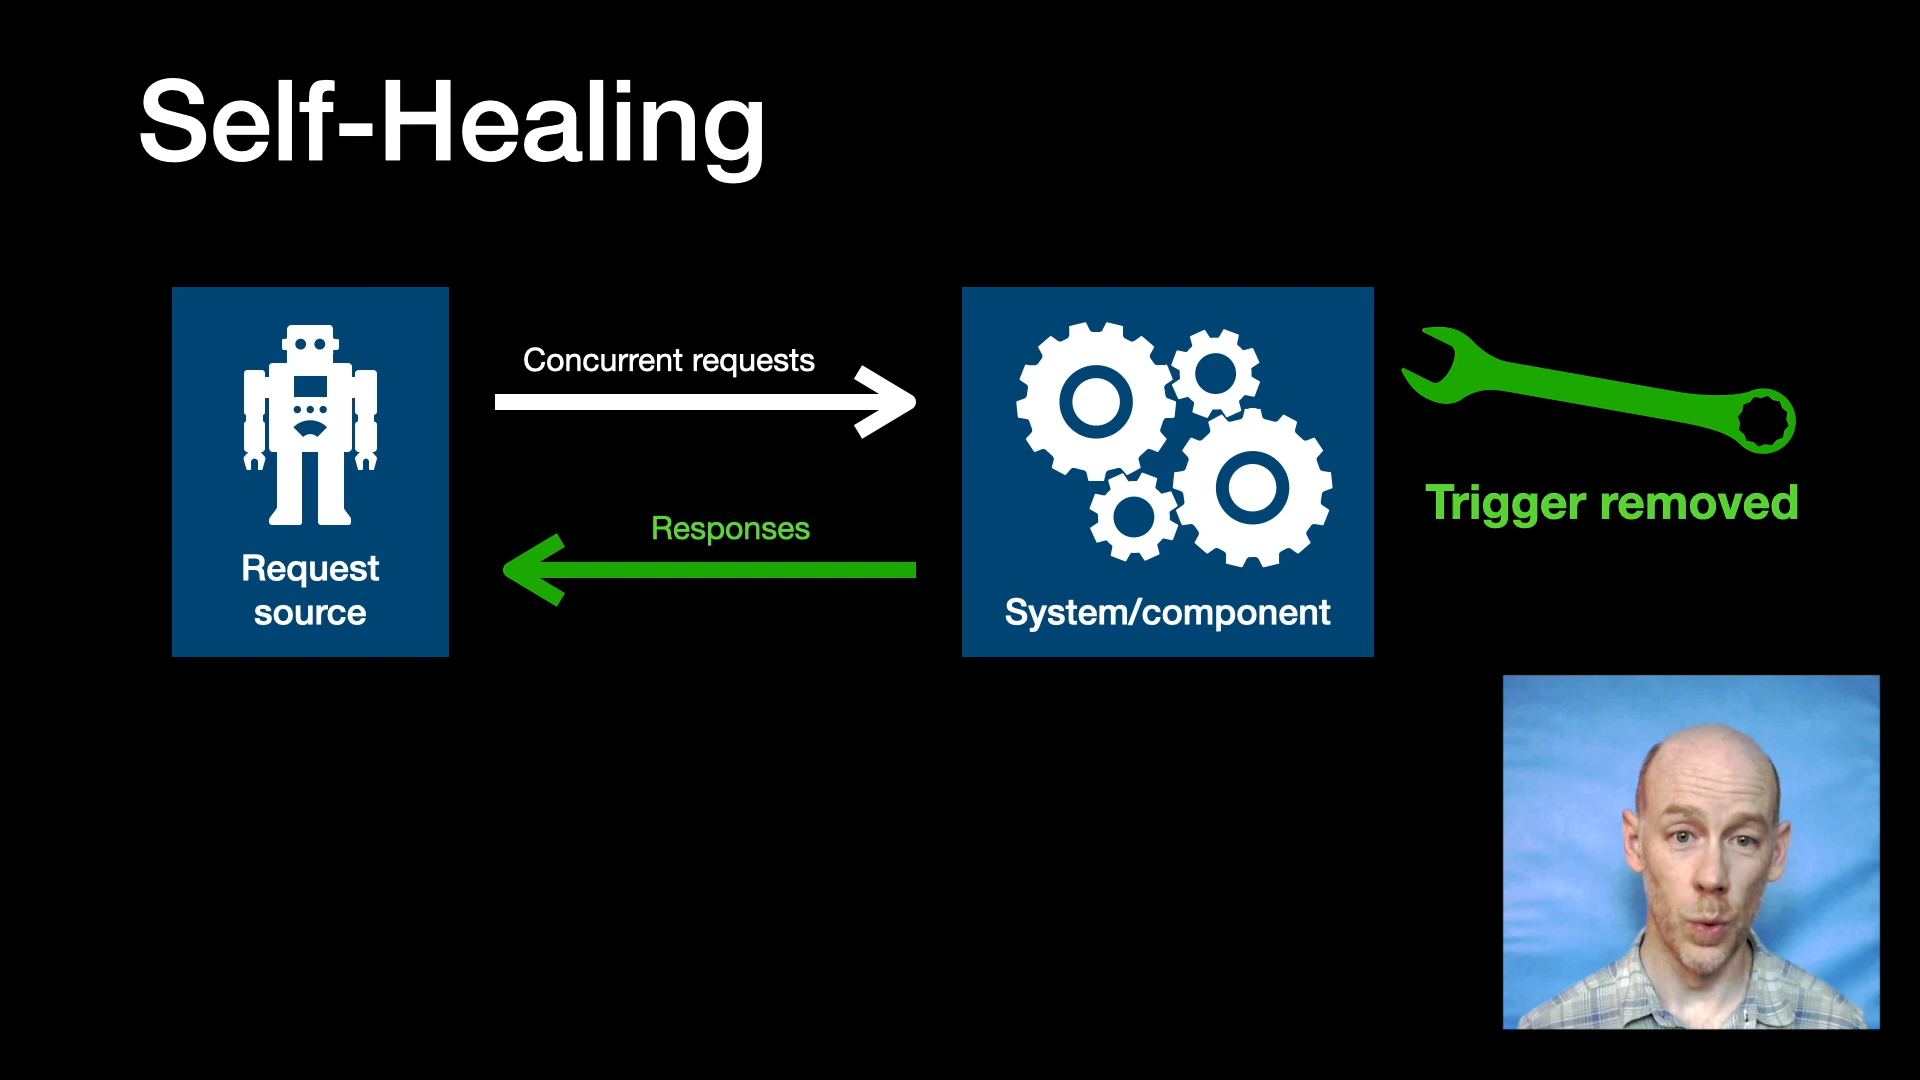 Self-Healing
Concurrent requests
Responses
Request
source
System/component
Trigger removed